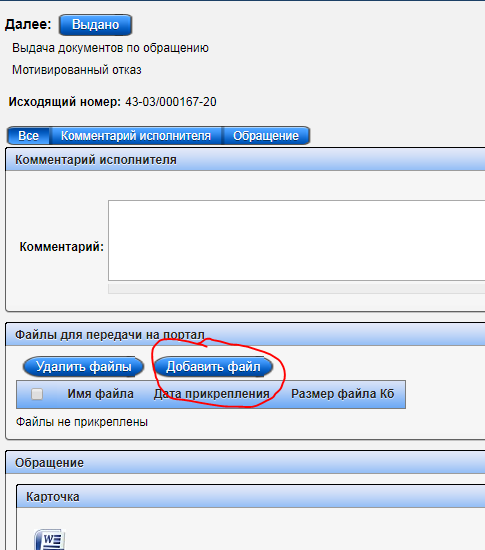 Далее: Выдано
Выдача документов по обращению
Мотивированный отказ
Исходящий номер: 43-03/000167-20
Все Комментарий исполнителя Обращение
Комментарий исполнителя
Комментарий:
Файлы для передачи на портал
Удалить файлы Добавить файл
Имя файла Дата прикрепления Размер файла Кб
Файлы не прикреплены
Обращение
Карточка
W